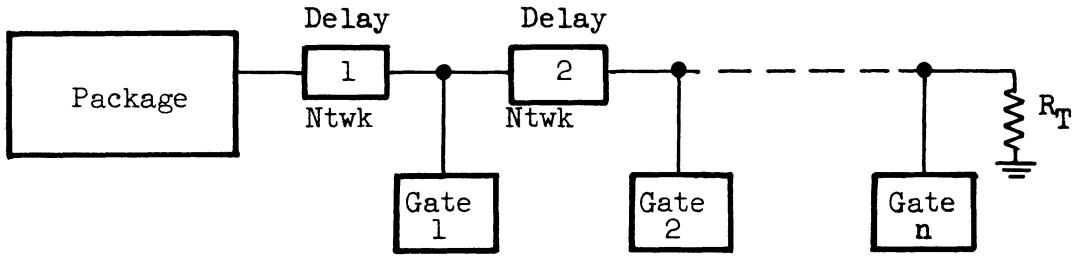 Delay
Delay
1
2
Package
Ntwk
Ntwk
R_T
Gate
1
Gate
2
Gate
n